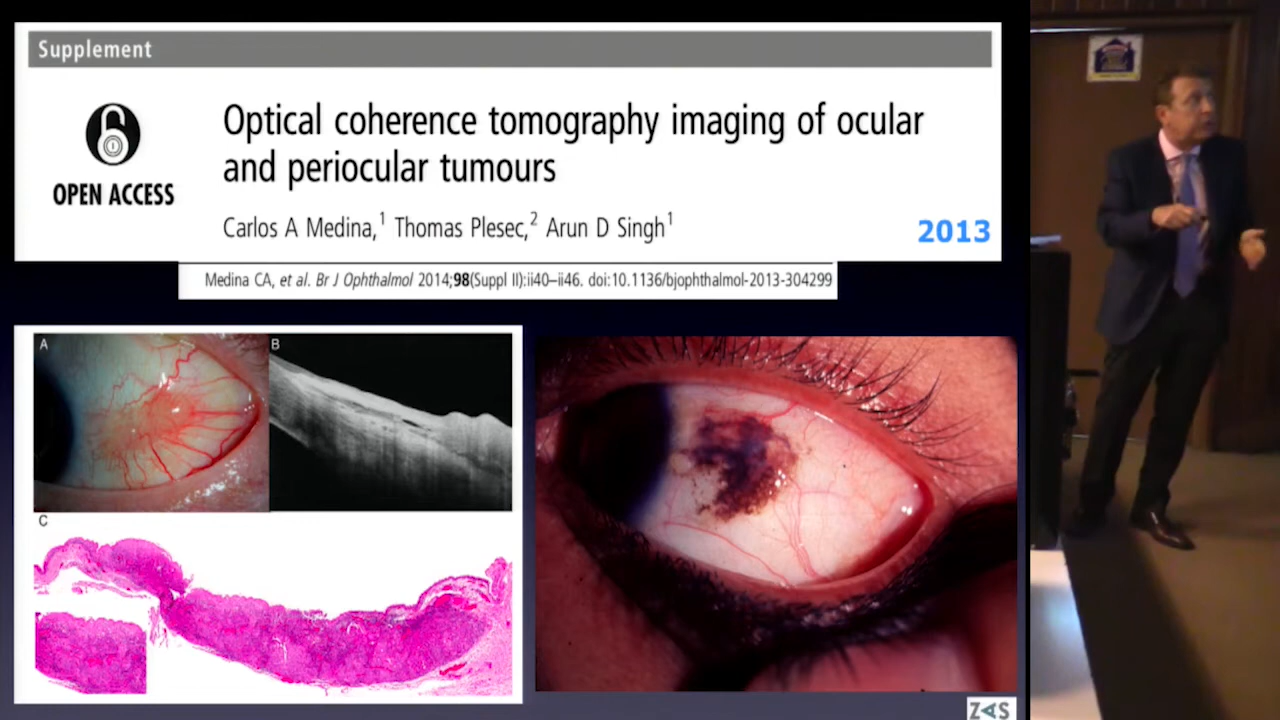 Supplement
OPEN ACCESS
Optical coherence tomography imaging of ocular
and periocular tumours
Carlos A Medina,1 Thomas Plesec,2 Arun D Singh1
2013
Medina CA, et al. Br J Ophthalmol 2014;98(Suppl II):ii40–ii46. doi:10.1136/bjophthalmol-2013-304299
A
B
C